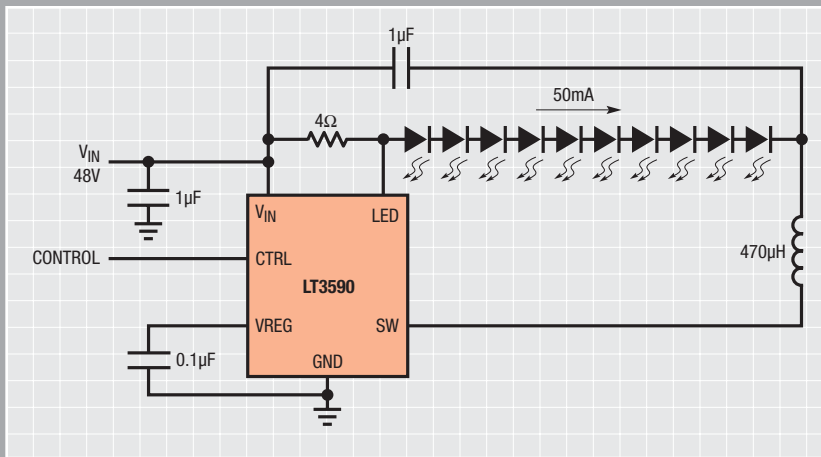 1µF
50mA
4Ω
VIN
48V
1µF
VIN
LED
470µH
CONTROL
CTRL
LT3590
VREG
SW
0.1µF
GND